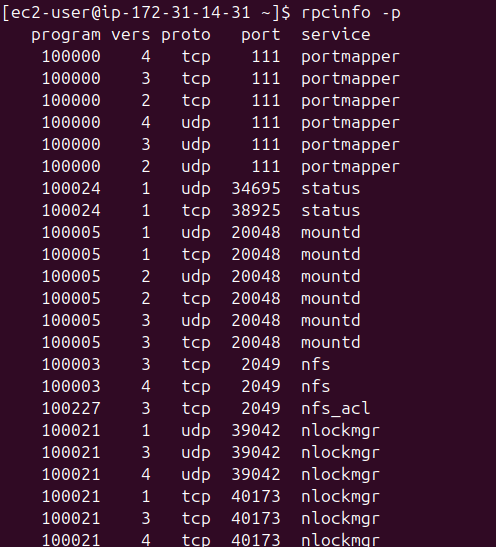 [ec2-user@ip-172-31-14-31 ~]$ rpcinfo -p
   program vers proto   port  service
    100000    4   tcp    111  portmapper
    100000    3   tcp    111  portmapper
    100000    2   tcp    111  portmapper
    100000    4   udp    111  portmapper
    100000    3   udp    111  portmapper
    100000    2   udp    111  portmapper
    100024    1   udp  34695  status
    100024    1   tcp  38925  status
    100005    1   udp  20048  mountd
    100005    1   tcp  20048  mountd
    100005    2   udp  20048  mountd
    100005    2   tcp  20048  mountd
    100005    3   udp  20048  mountd
    100005    3   tcp  20048  mountd
    100003    3   tcp   2049  nfs
    100003    4   tcp   2049  nfs
    100227    3   tcp   2049  nfs_acl
    100021    1   udp  39042  nlockmgr
    100021    3   udp  39042  nlockmgr
    100021    4   udp  39042  nlockmgr
    100021    1   tcp  40173  nlockmgr
    100021    3   tcp  40173  nlockmgr
    100021    4   tcp  40173  nlockmgr